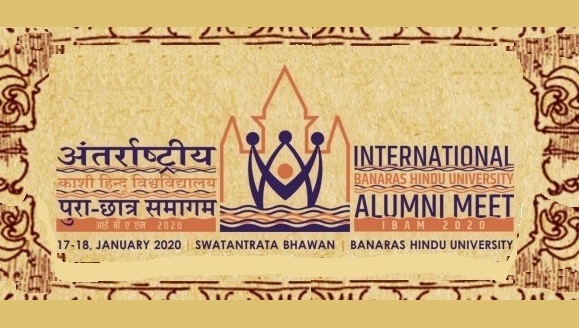 अंतर्राष्ट्रीय
काशी हिन्दू विश्वविद्यालय
पुरा-छात्र समागम
आई बी ए एम 2020
INTERNATIONAL
BANARAS HINDU UNIVERSITY
ALUMNI MEET
IBAM 2020
17-18, JANUARY 2020 | SWATANTRATA BHAWAN | BANARAS HINDU UNIVERSITY